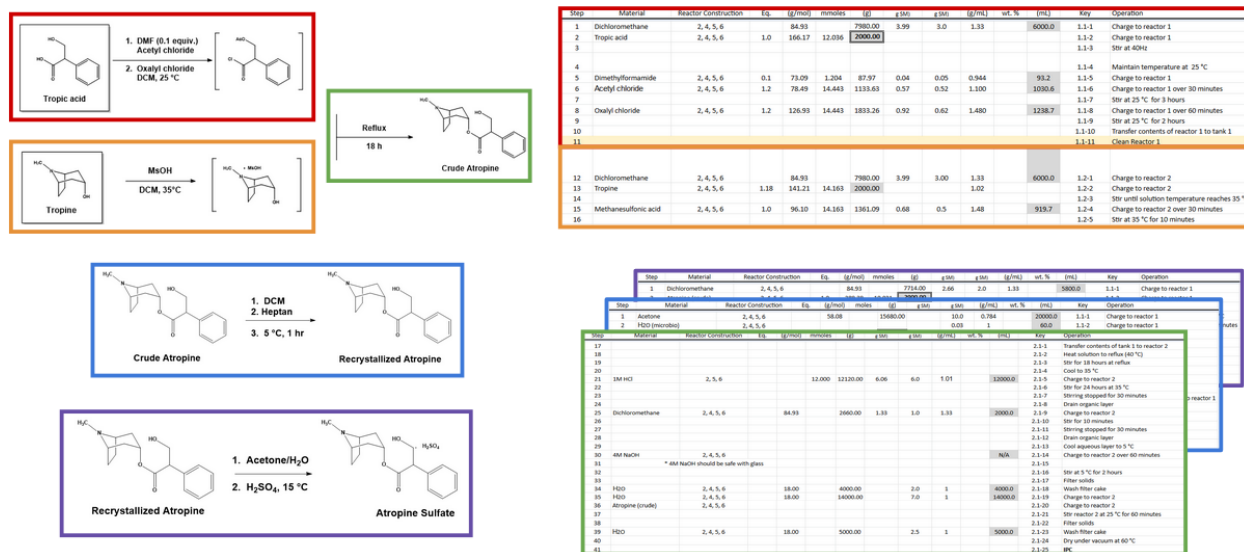 HO
HO
O
1. DMF (0.1 equiv.)
Acetyl chloride
2. Oxalyl chloride
DCM, 25 °C
AcO
Cl
O
Tropic acid
H₃C
N
OH
MsOH
DCM, 35°C
H₃C
N
• MsOH
OH
Tropine
Reflux
18 h
H₃C
N
HO
O
O
Crude Atropine
H₃C
N
HO
O
O
1. DCM
2. Heptan
3. 5 °C, 1 hr
H₃C
N
HO
O
O
Crude Atropine
Recrystallized Atropine
H₃C
N
HO
O
O
1. Acetone/H₂O
2. H₂SO₄, 15 °C
H₃C
N
HO
H₂SO₄
O
O
Recrystallized Atropine
Atropine Sulfate
Step Material Reactor Construction Eq. (g/mol) mmoles (g) g SM) g SM) (g/mL) wt. % (mL) Key Operation
1 Dichloromethane 2, 4, 5, 6 84.93 7980.00 3.99 3.0 1.33 6000.0 1.1-1 Charge to reactor 1
2 Tropic acid 2, 4, 5, 6 1.0 166.17 12.036 2000.00 1.1-2 Charge to reactor 1
3 1.1-3 Stir at 40Hz
4 1.1-4 Maintain temperature at 25 °C
5 Dimethylformamide 2, 4, 5, 6 0.1 73.09 1.204 87.97 0.04 0.05 0.944 93.2 1.1-5 Charge to reactor 1
6 Acetyl chloride 2, 4, 5, 6 1.2 78.49 14.443 1133.63 0.57 0.52 1.100 1030.6 1.1-6 Charge to reactor 1 over 30 minutes
7 1.1-7 Stir at 25 °C for 3 hours
8 Oxalyl chloride 2, 4, 5, 6 1.2 126.93 14.443 1833.26 0.92 0.62 1.480 1238.7 1.1-8 Charge to reactor 1 over 60 minutes
9 1.1-9 Stir at 25 °C for 2 hours
10 1.1-10 Transfer contents of reactor 1 to tank 1
11 1.1-11 Clean Reactor 1
12 Dichloromethane 2, 4, 5, 6 84.93 7980.00 3.99 3.00 1.33 6000.0 1.2-1 Charge to reactor 2
13 Tropine 2, 4, 5, 6 1.18 141.21 14.163 2000.00 1.02 1.2-2 Charge to reactor 2
14 1.2-3 Stir until solution temperature reaches 35 °
15 Methanesulfonic acid 2, 4, 5, 6 1.0 96.10 14.163 1361.09 0.68 0.5 1.48 919.7 1.2-4 Charge to reactor 2 over 30 minutes
16 1.2-5 Stir at 35 °C for 10 minutes
Step Material Reactor Construction Eq. (g/mol) mmoles (g) g SM) g SM) (g/mL) wt. % (mL) Key Operation
1 Dichloromethane 2, 4, 5, 6 84.93 7714.00 2.66 2.0 1.33 5800.0 1.1-1 Charge to reactor 1
Step Material Reactor Construction Eq. (g/mol) mmoles (g) g SM) g SM) (g/mL) wt. % (mL) Key Operation
1 Acetone 2, 4, 5, 6 58.08 15680.00 10.0 0.784 20000.0 1.1-1 Charge to reactor 1
2 H2O (microbio) 2, 4, 5, 6 0.03 1 60.0 1.1-2 Charge to reactor 1
Step Material Reactor Construction Eq. (g/mol) mmoles (g) g SM) g SM) (g/mL) wt. % (mL) Key Operation
17 2.1-1 Transfer contents of tank 1 to reactor 2
18 2.1-2 Heat solution to reflux (40 °C)
19 2.1-3 Stir for 18 hours at reflux
20 2.1-4 Cool to 35 °C
21 1M HCl 2, 5, 6 12.000 12120.00 6.06 6.0 1.01 12000.0 2.1-5 Charge to reactor 2
22 2.1-6 Stir for 24 hours at 35 °C
23 2.1-7 Stirring stopped for 30 minutes
24 2.1-8 Drain organic layer
25 Dichloromethane 2, 4, 5, 6 84.93 2660.00 1.33 1.0 1.33 2000.0 2.1-9 Charge to reactor 2
26 2.1-10 Stir for 10 minutes
27 2.1-11 Stirring stopped for 30 minutes
28 2.1-12 Drain organic layer
29 2.1-13 Cool aqueous layer to 5 °C
30 4M NaOH 2, 4, 5, 6 N/A 2.1-14 Charge to reactor 2 over 60 minutes
31 * 4M NaOH should be safe with glass 2.1-15
32 2.1-16 Stir at 5 °C for 2 hours
33 2.1-17 Filter solids
34 H2O 2, 4, 5, 6 18.00 4000.00 2.0 1 4000.0 2.1-18 Wash filter cake
35 H2O 2, 4, 5, 6 18.00 14000.00 7.0 1 14000.0 2.1-19 Charge to reactor 2
36 Atropine (crude) 2, 4, 5, 6 2.1-20 Charge to reactor 2
37 2.1-21 Stir reactor 2 at 25 °C for 60 minutes
38 2.1-22 Filter solids
39 H2O 2, 4, 5, 6 18.00 5000.00 2.5 1 5000.0 2.1-23 Wash filter cake
40 2.1-24 Dry under vacuum at 60 °C
41 2.1-25 IPC